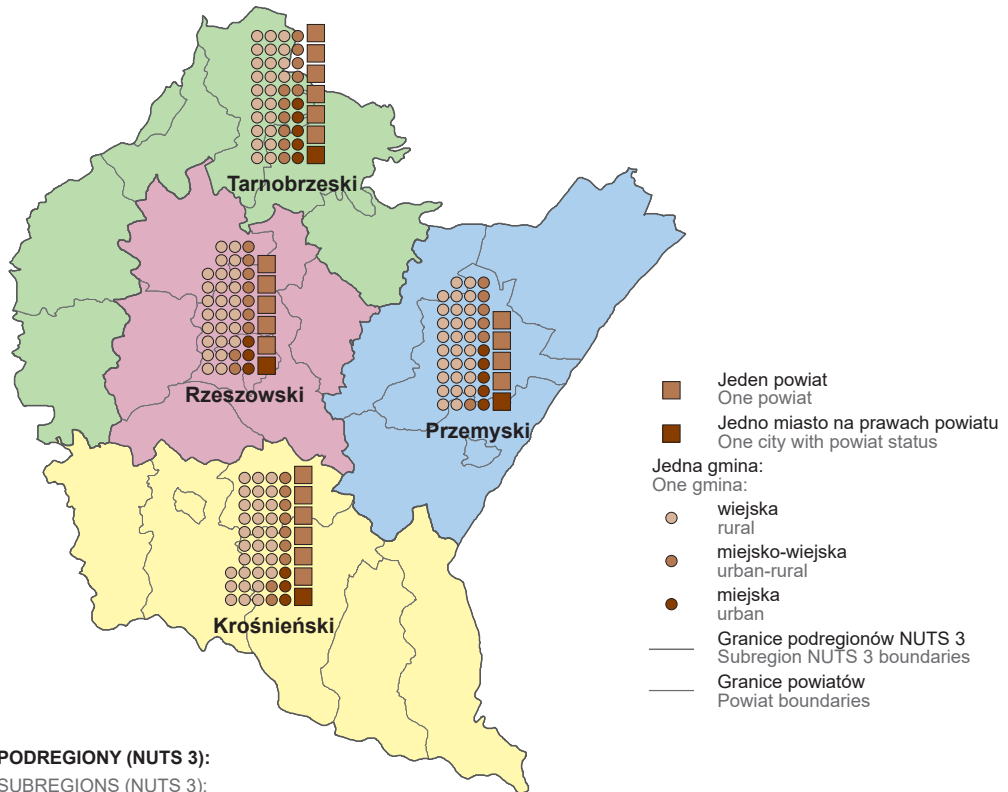 Tarnobrzeski
Rzeszowski
Przemyski
Krośnieński
Jeden powiat
One powiat
Jedno miasto na prawach powiatu
One city with powiat status
Jedna gmina:
One gmina:
wiejska
rural
miejsko-wiejska
urban-rural
miejska
urban
Granice podregionów NUTS 3
Subregion NUTS 3 boundaries
Granice powiatów
Powiat boundaries
PODREGIONY (NUTS 3):
SUBREGIONS (NUTS 3):